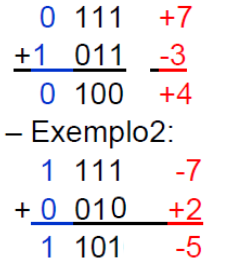 0 111 +7
+1 011 -3
0 100 +4
– Exemplo2:
1 111 -7
+ 0 010 +2
1 101 -5